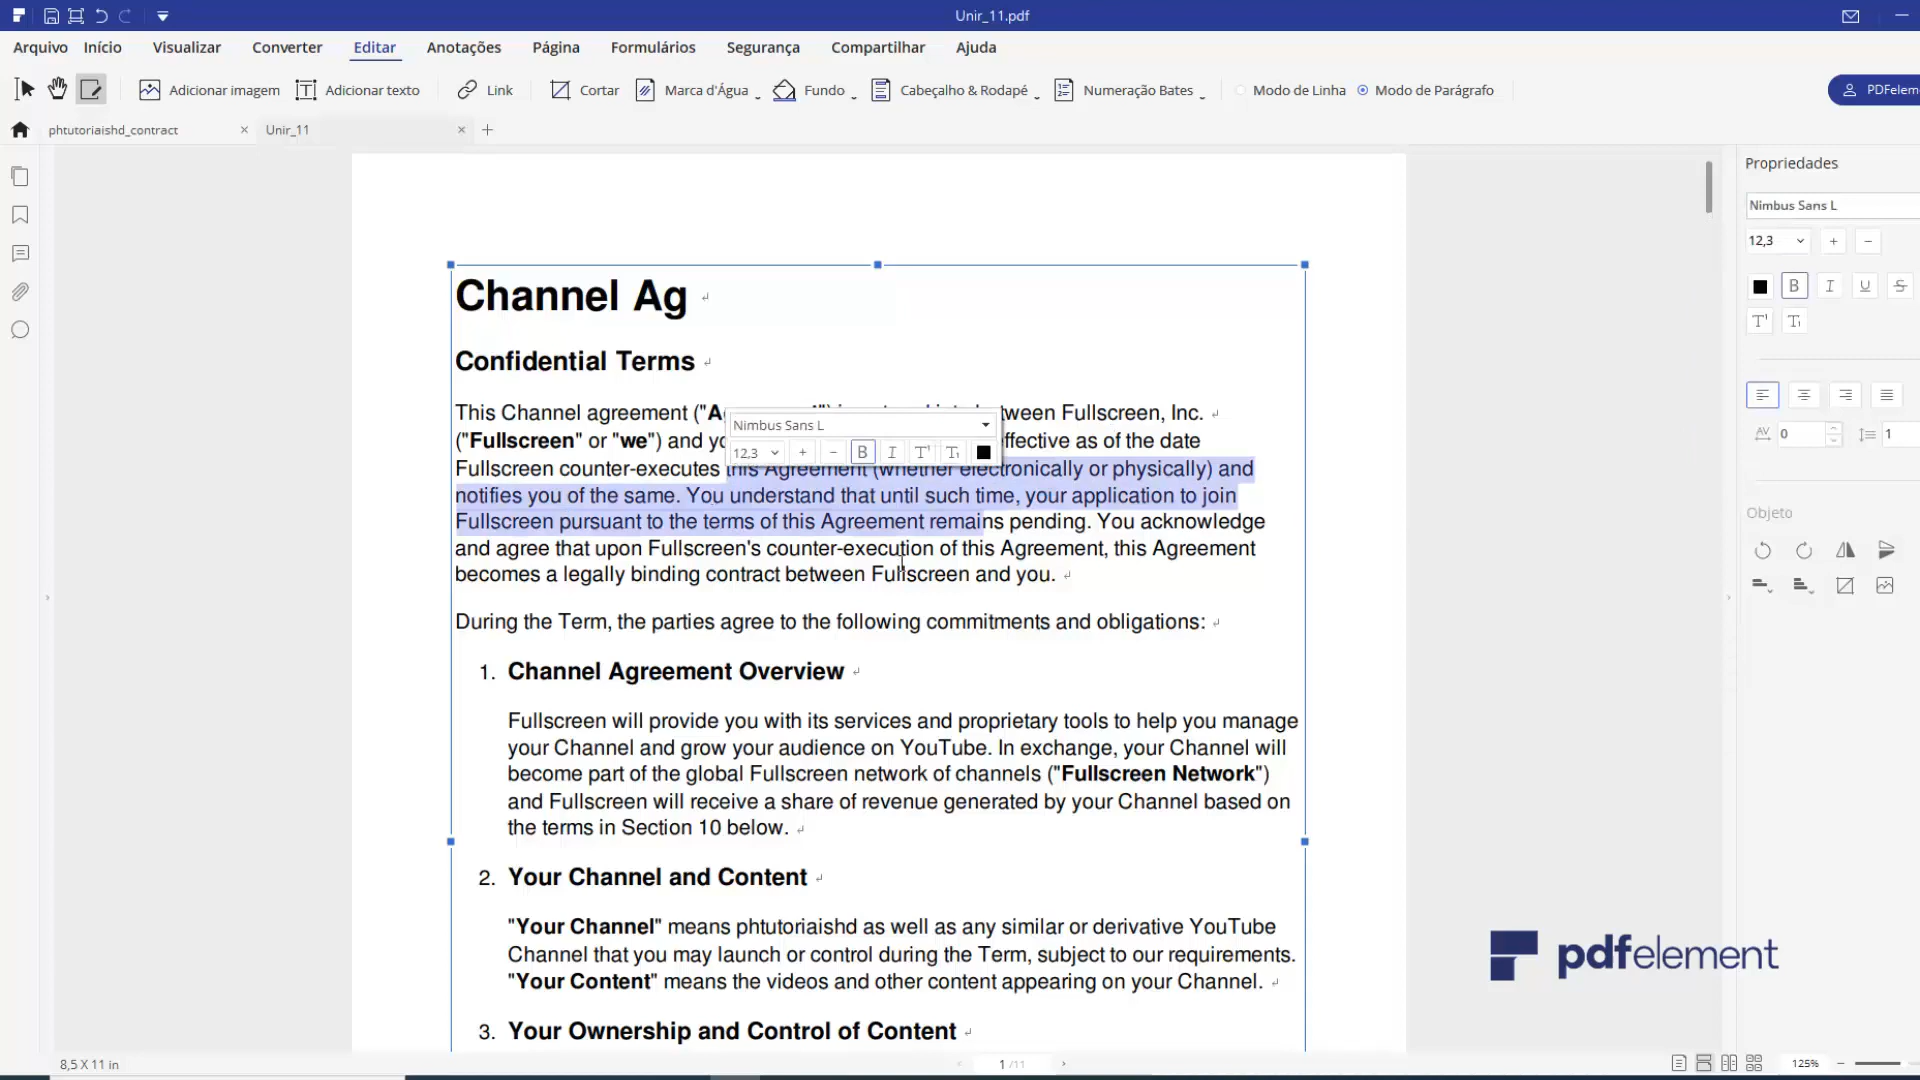 Unir_11.pdf
Arquivo Início Visualizar Converter Editar Anotações Página Formulários Segurança Compartilhar Ajuda
Adicionar imagem Adicionar texto Link Cortar Marca d'Água Fundo Cabeçalho & Rodapé Numeração Bates Modo de Linha Modo de Parágrafo PDFelem
phtutoriaishd_contract Unir_11
Propriedades
Nimbus Sans L
12,3
B I U S
T T
0 1
Objeto
Channel Ag
Confidential Terms
This Channel agreement ("A tween Fullscreen, Inc.
("Fullscreen" or "we") and yo ffective as of the date
Fullscreen counter-executes this Agreement (whether electronically or physically) and
notifies you of the same. You understand that until such time, your application to join
Fullscreen pursuant to the terms of this Agreement remains pending. You acknowledge
and agree that upon Fullscreen's counter-execution of this Agreement, this Agreement
becomes a legally binding contract between Fullscreen and you.
Nimbus Sans L
12,3 B I T T
During the Term, the parties agree to the following commitments and obligations:
1. Channel Agreement Overview
Fullscreen will provide you with its services and proprietary tools to help you manage
your Channel and grow your audience on YouTube. In exchange, your Channel will
become part of the global Fullscreen network of channels ("Fullscreen Network")
and Fullscreen will receive a share of revenue generated by your Channel based on
the terms in Section 10 below.
2. Your Channel and Content
"Your Channel" means phtutoriaishd as well as any similar or derivative YouTube
Channel that you may launch or control during the Term, subject to our requirements.
"Your Content" means the videos and other content appearing on your Channel.
3. Your Ownership and Control of Content
pdfelement
8,5 X 11 in
1 /11
125%